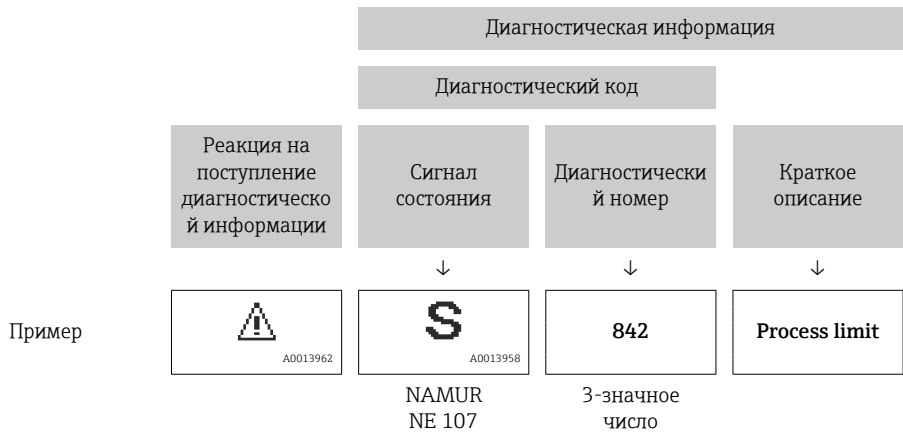 Диагностическая информация
Диагностический код
Реакция на
поступление
диагностическо
й информации
Сигнал
состояния
Диагностически
й номер
Краткое
описание
↓ ↓ ↓
Пример
A0013962
S
A0013958
842
Process limit
NAMUR
NE 107
3-значное
число